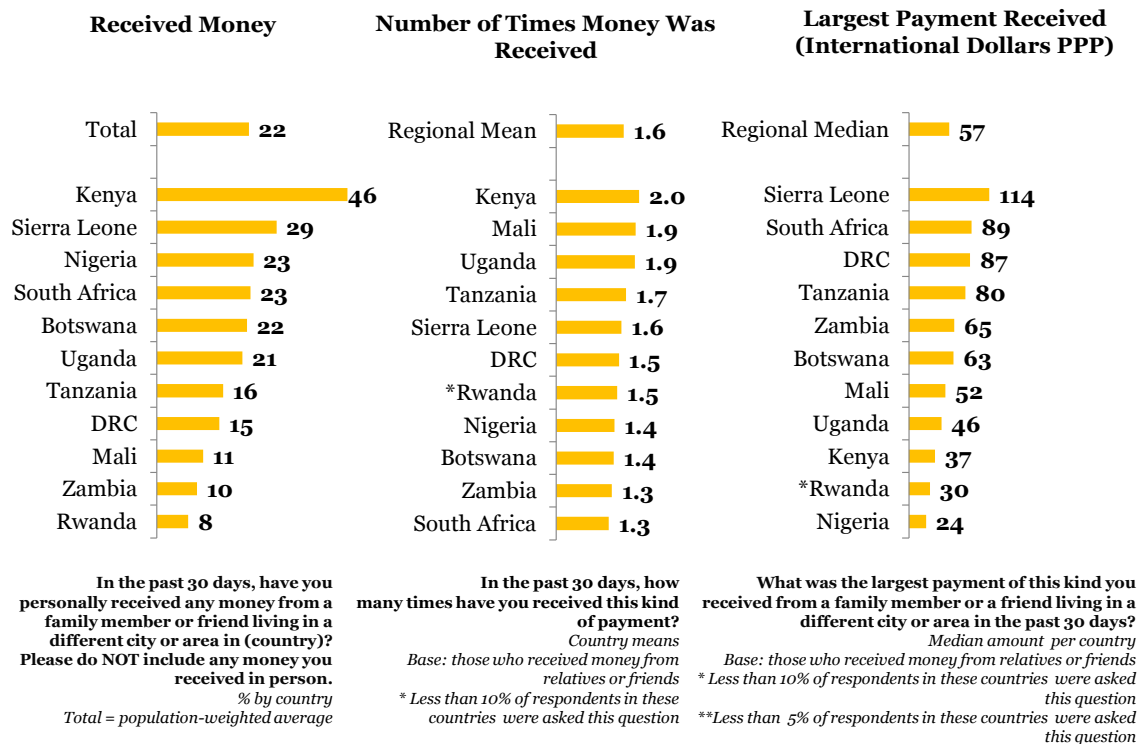 Received Money
Total 22
Kenya 46
Sierra Leone 29
Nigeria 23
South Africa 23
Botswana 22
Uganda 21
Tanzania 16
DRC 15
Mali 11
Zambia 10
Rwanda 8
In the past 30 days, have you
personally received any money from a
family member or friend living in a
different city or area in (country)?
Please do NOT include any money you
received in person.
% by country
Total = population-weighted average
Number of Times Money Was
Received
Regional Mean 1.6
Kenya 2.0
Mali 1.9
Uganda 1.9
Tanzania 1.7
Sierra Leone 1.6
DRC 1.5
*Rwanda 1.5
Nigeria 1.4
Botswana 1.4
Zambia 1.3
South Africa 1.3
In the past 30 days, how
many times have you received this kind
of payment?
Country means
Base: those who received money from
relatives or friends
* Less than 10% of respondents in these
countries were asked this question
Largest Payment Received
(International Dollars PPP)
Regional Median 57
Sierra Leone 114
South Africa 89
DRC 87
Tanzania 80
Zambia 65
Botswana 63
Mali 52
Uganda 46
Kenya 37
*Rwanda 30
Nigeria 24
What was the largest payment of this kind you
received from a family member or a friend living in a
different city or area in the past 30 days?
Median amount per country
Base: those who received money from relatives or friends
* Less than 10% of respondents in these countries were asked
this question
**Less than 5% of respondents in these countries were asked
this question